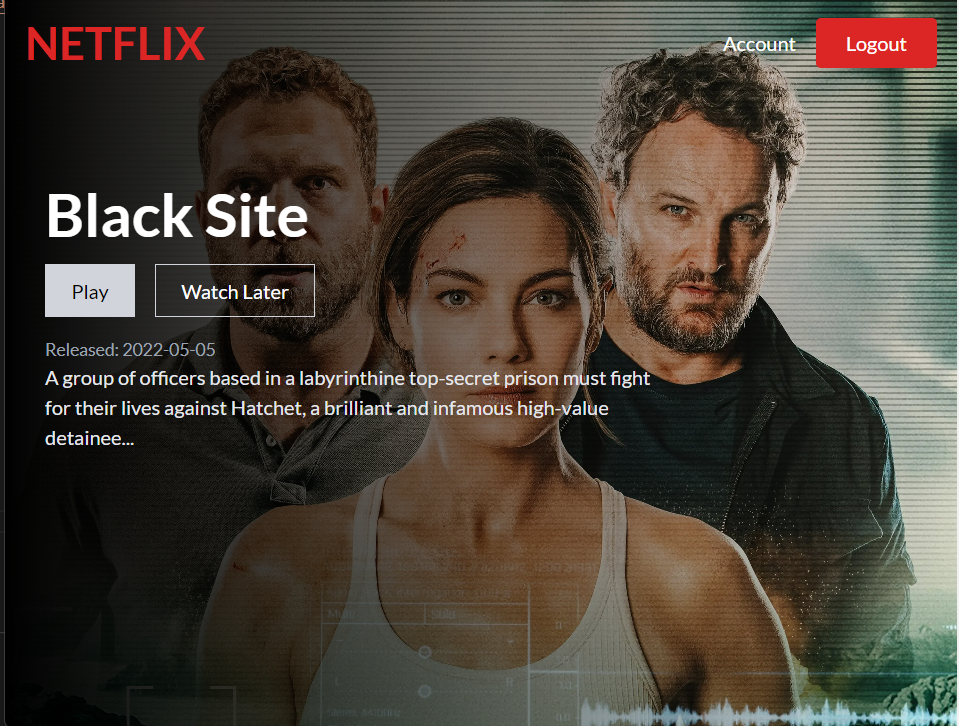 NETFLIX
Account
Logout
Black Site
Play
Watch Later
Released: 2022-05-05
A group of officers based in a labyrinthine top-secret prison must fight
for their lives against Hatchet, a brilliant and infamous high-value
detainee...
L
R